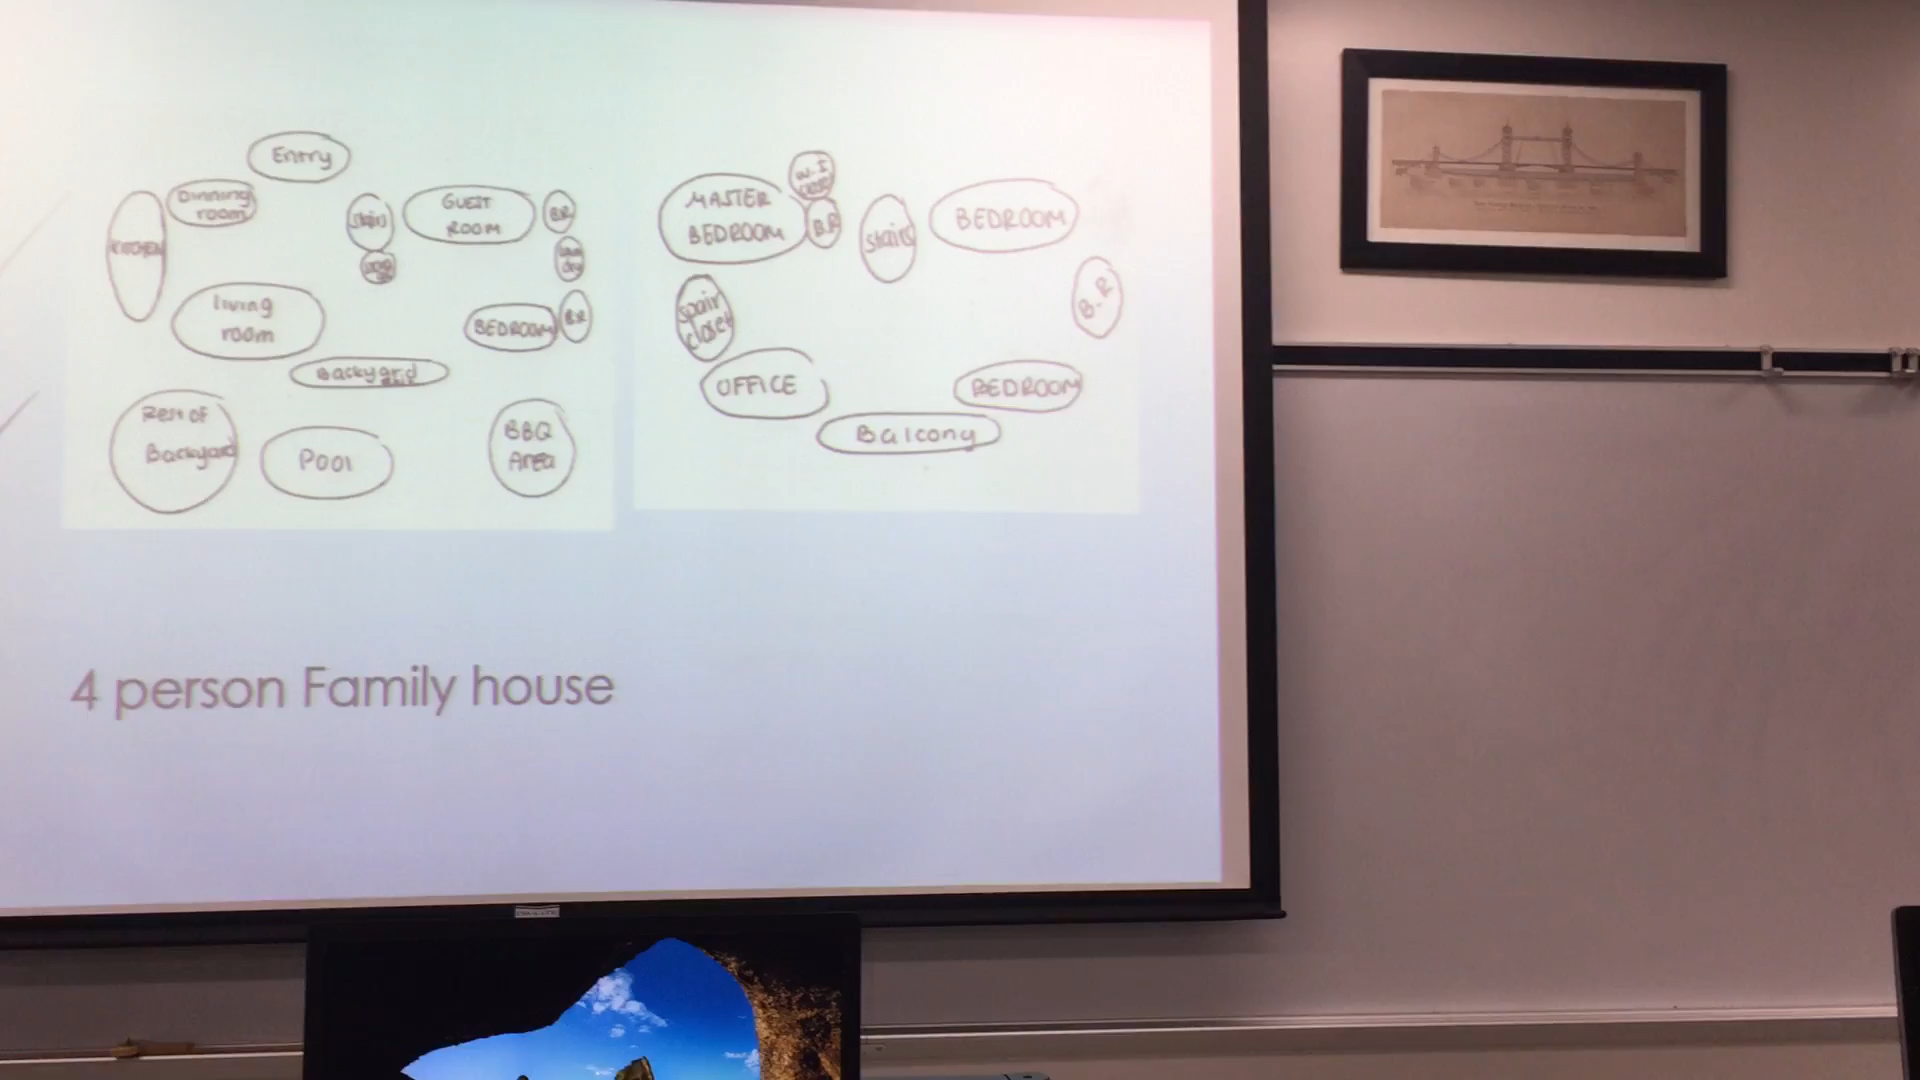 Entry
Dinning
room
KITCHEN
stairs
GUEST
ROOM
B.R
living
room
BEDROOM
B.R
Backyard
Rest of
Backyard
Pool
BBQ
Area
MASTER
BEDROOM
W.I
closet
B.R
stairs
BEDROOM
spair
closet
B.R
OFFICE
BEDROOM
Balcony
4 person Family house